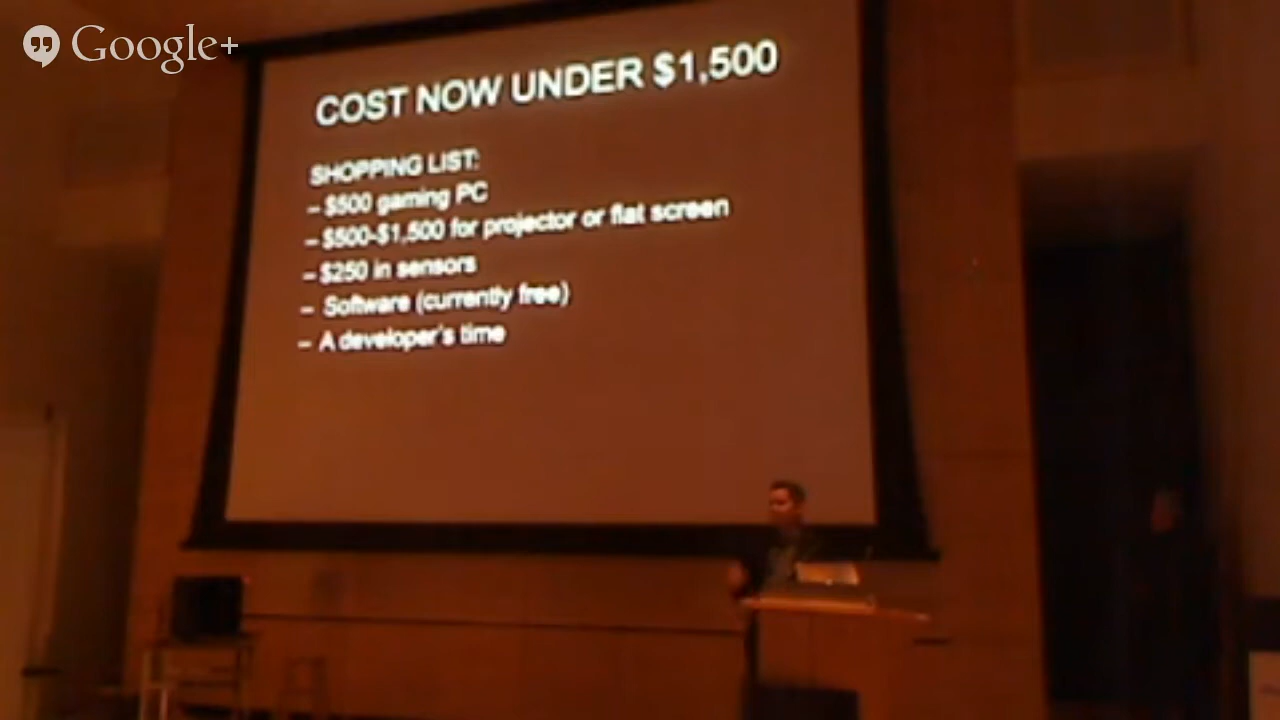 Google+
COST NOW UNDER $1,500
SHOPPING LIST:
– $500 gaming PC
– $500-$1,500 for projector or flat screen
– $250 in sensors
– Software (currently free)
– A developer's time